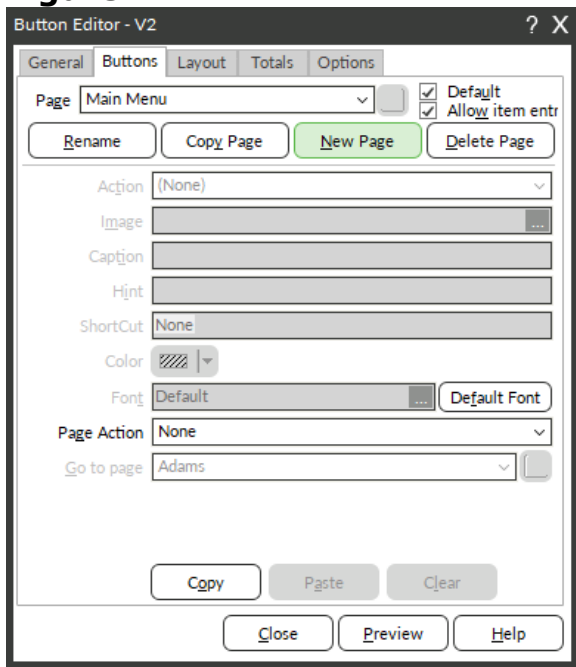 Button Editor - V2 ? X
General Buttons Layout Totals Options
Page Main Menu Default
Allow item entr
Rename Copy Page New Page Delete Page
Action (None)
Image ...
Caption
Hint
ShortCut None
Color
Font Default ... Default Font
Page Action None
Go to page Adams
Copy Paste Clear
Close Preview Help